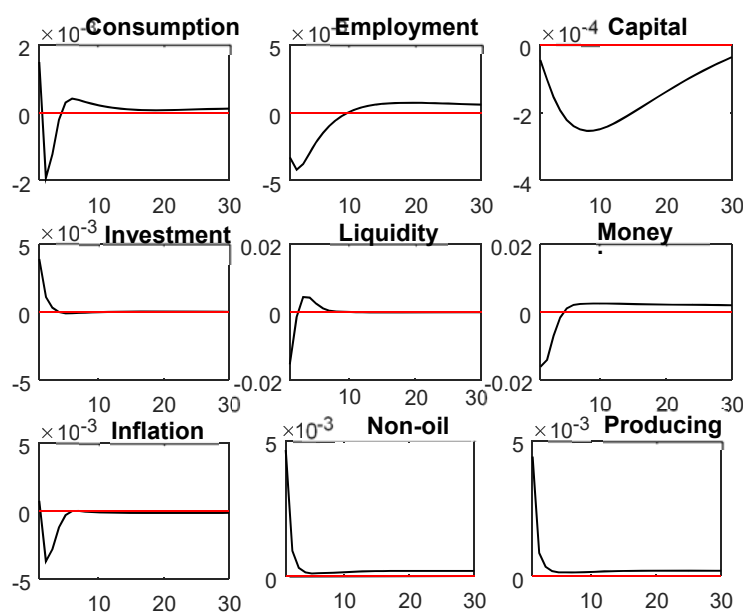 ×10⁻³ Consumption
2
0
-2
10 20 30
×10 Employment
5
0
-5
10 20 30
×10⁻⁴ Capital
0
-2
-4
10 20 30
×10⁻³ Investment
5
0
-5
10 20 30
Liquidity
0.02
0
-0.02
10 20 30
Money
0.02
0
-0.02
10 20 30
×10⁻³ Inflation
5
0
-5
10 20 30
×10⁻³ Non-oil
5
0
10 20 30
×10⁻³ Producing
5
0
10 20 30